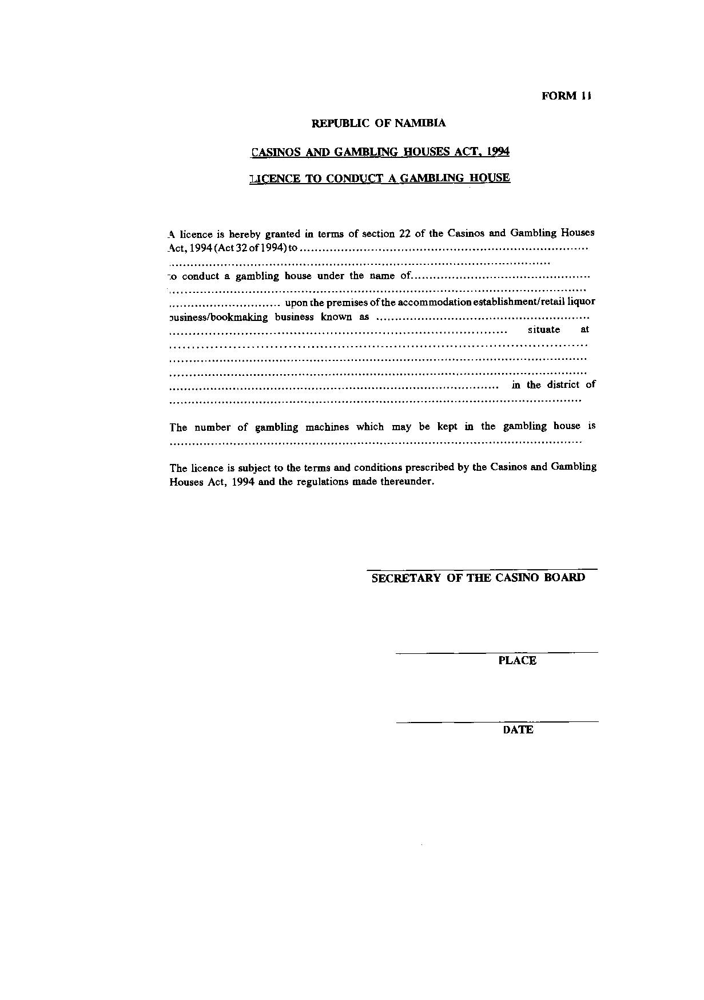 FORM 11
REPUBLIC OF NAMIBIA
CASINOS AND GAMBLING HOUSES ACT, 1994
LICENCE TO CONDUCT A GAMBLING HOUSE
A licence is hereby granted in terms of section 22 of the Casinos and Gambling Houses
Act, 1994 (Act 32 of 1994) to ..............................................................................
......................................................................................................
to conduct a gambling house under the name of................................................
................................................................................................................
.............................. upon the premises of the accommodation establishment/retail liquor
business/bookmaking business known as .........................................................
........................................................................................... situate at
............................................................................................................
................................................................................................................
................................................................................................................
........................................................................................ in the district of
..............................................................................................................
The number of gambling machines which may be kept in the gambling house is
..............................................................................................................
The licence is subject to the terms and conditions prescribed by the Casinos and Gambling
Houses Act, 1994 and the regulations made thereunder.
SECRETARY OF THE CASINO BOARD
PLACE
DATE